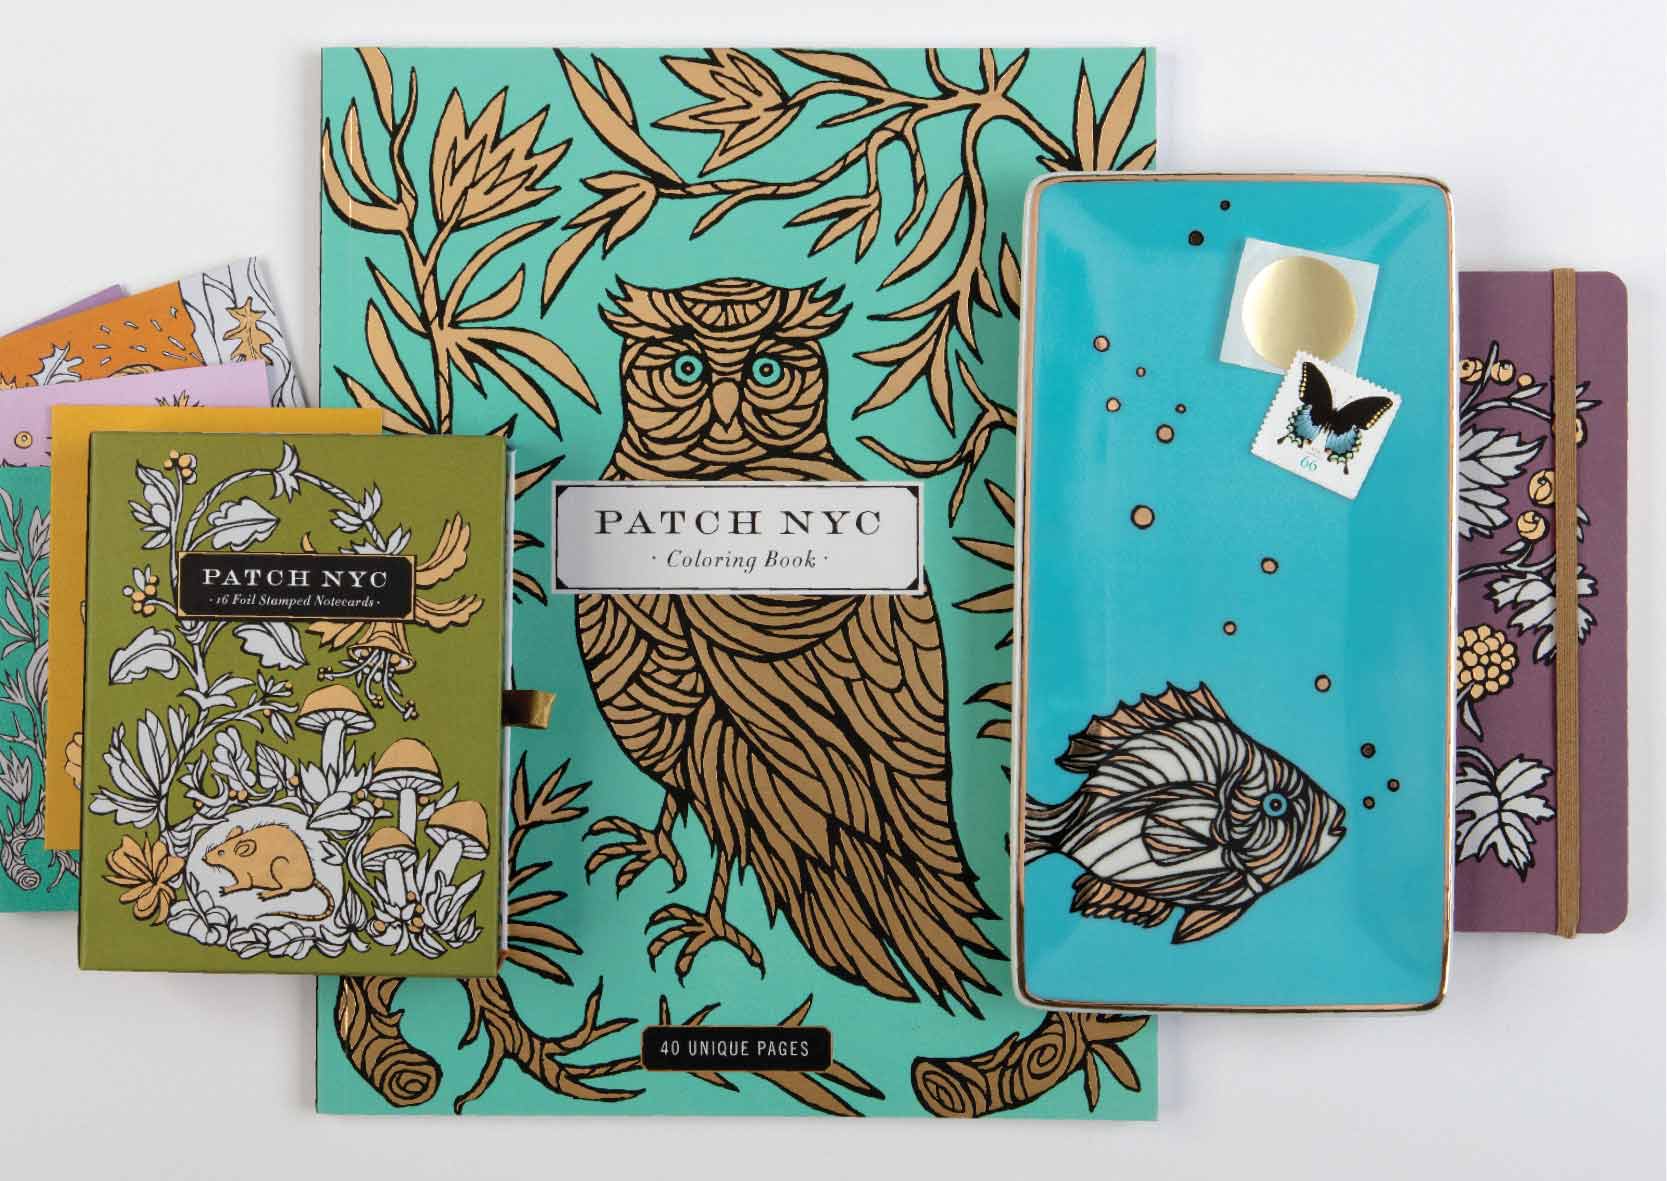 PATCH NYC
· 16 Foil Stamped Notecards ·
PATCH NYC
· Coloring Book ·
40 UNIQUE PAGES
66